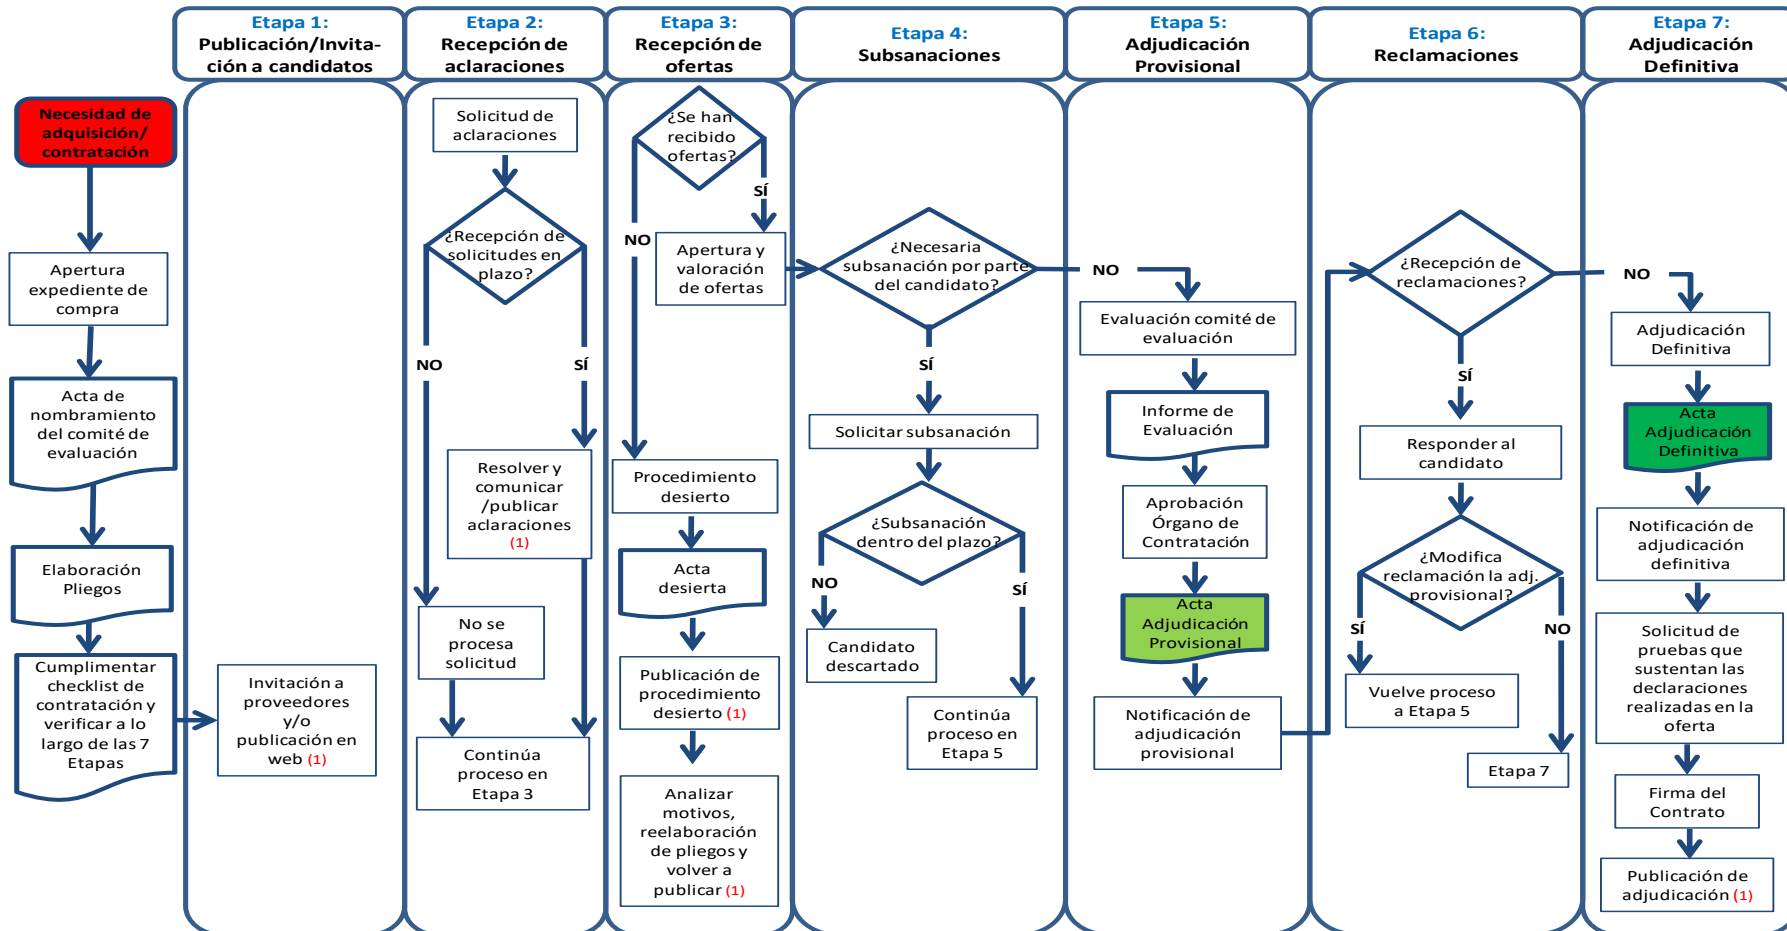 Etapa 1:
Publicación/Invita-
ción a candidatos
Etapa 2:
Recepción de
aclaraciones
Etapa 3:
Recepción de
ofertas
Etapa 4:
Subsanaciones
Etapa 5:
Adjudicación
Provisional
Etapa 6:
Reclamaciones
Etapa 7:
Adjudicación
Definitiva
Necesidad de
adquisición/
contratación
Apertura
expediente de
compra
Acta de
nombramiento
del comité de
evaluación
Elaboración
Pliegos
Cumplimentar
checklist de
contratación y
verificar a lo
largo de las 7
Etapas
Invitación a
proveedores
y/o
publicación en
web (1)
Solicitud de
aclaraciones
¿Recepción de
solicitudes en
plazo?
NO
SÍ
Resolver y
comunicar
/publicar
aclaraciones
(1)
No se
procesa
solicitud
Continúa
proceso en
Etapa 3
¿Se han
recibido
ofertas?
SÍ
NO
Apertura y
valoración
de ofertas
Procedimiento
desierto
Acta
desierta
Publicación de
procedimiento
desierto (1)
Analizar
motivos,
reelaboración
de pliegos y
volver a
publicar (1)
¿Necesaria
subsanación por parte
del candidato?
NO
SÍ
Solicitar subsanación
¿Subsanación
dentro del plazo?
NO
SÍ
Candidato
descartado
Continúa
proceso en
Etapa 5
Evaluación comité de
evaluación
Informe de
Evaluación
Aprobación
Órgano de
Contratación
Acta
Adjudicación
Provisional
Notificación de
adjudicación
provisional
¿Recepción de
reclamaciones?
NO
SÍ
Responder al
candidato
¿Modifica
reclamación la adj.
provisional?
SÍ
NO
Vuelve proceso
a Etapa 5
Etapa 7
Adjudicación
Definitiva
Acta
Adjudicación
Definitiva
Notificación de
adjudicación
definitiva
Solicitud de
pruebas que
sustentan las
declaraciones
realizadas en la
oferta
Firma del
Contrato
Publicación de
adjudicación (1)